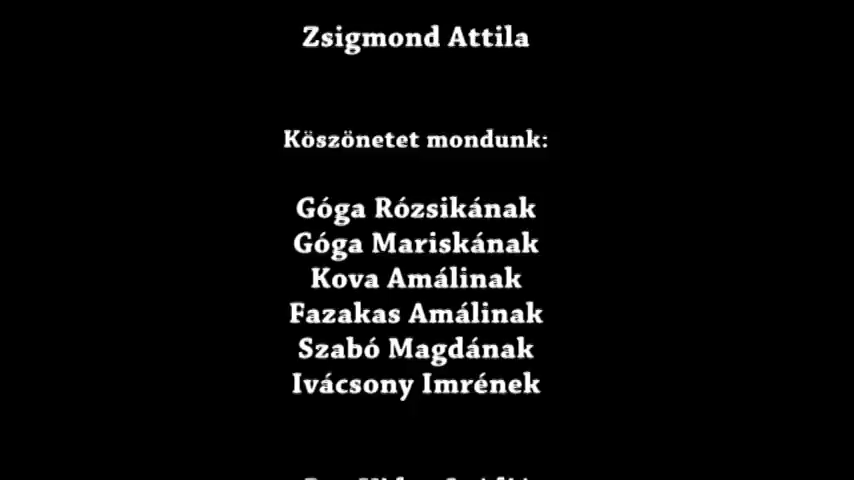 Zsigmond Attila
Köszönetet mondunk:
Góga Rózsikának
Góga Mariskának
Kova Amálinak
Fazakas Amálinak
Szabó Magdának
Ivácsony Imrének